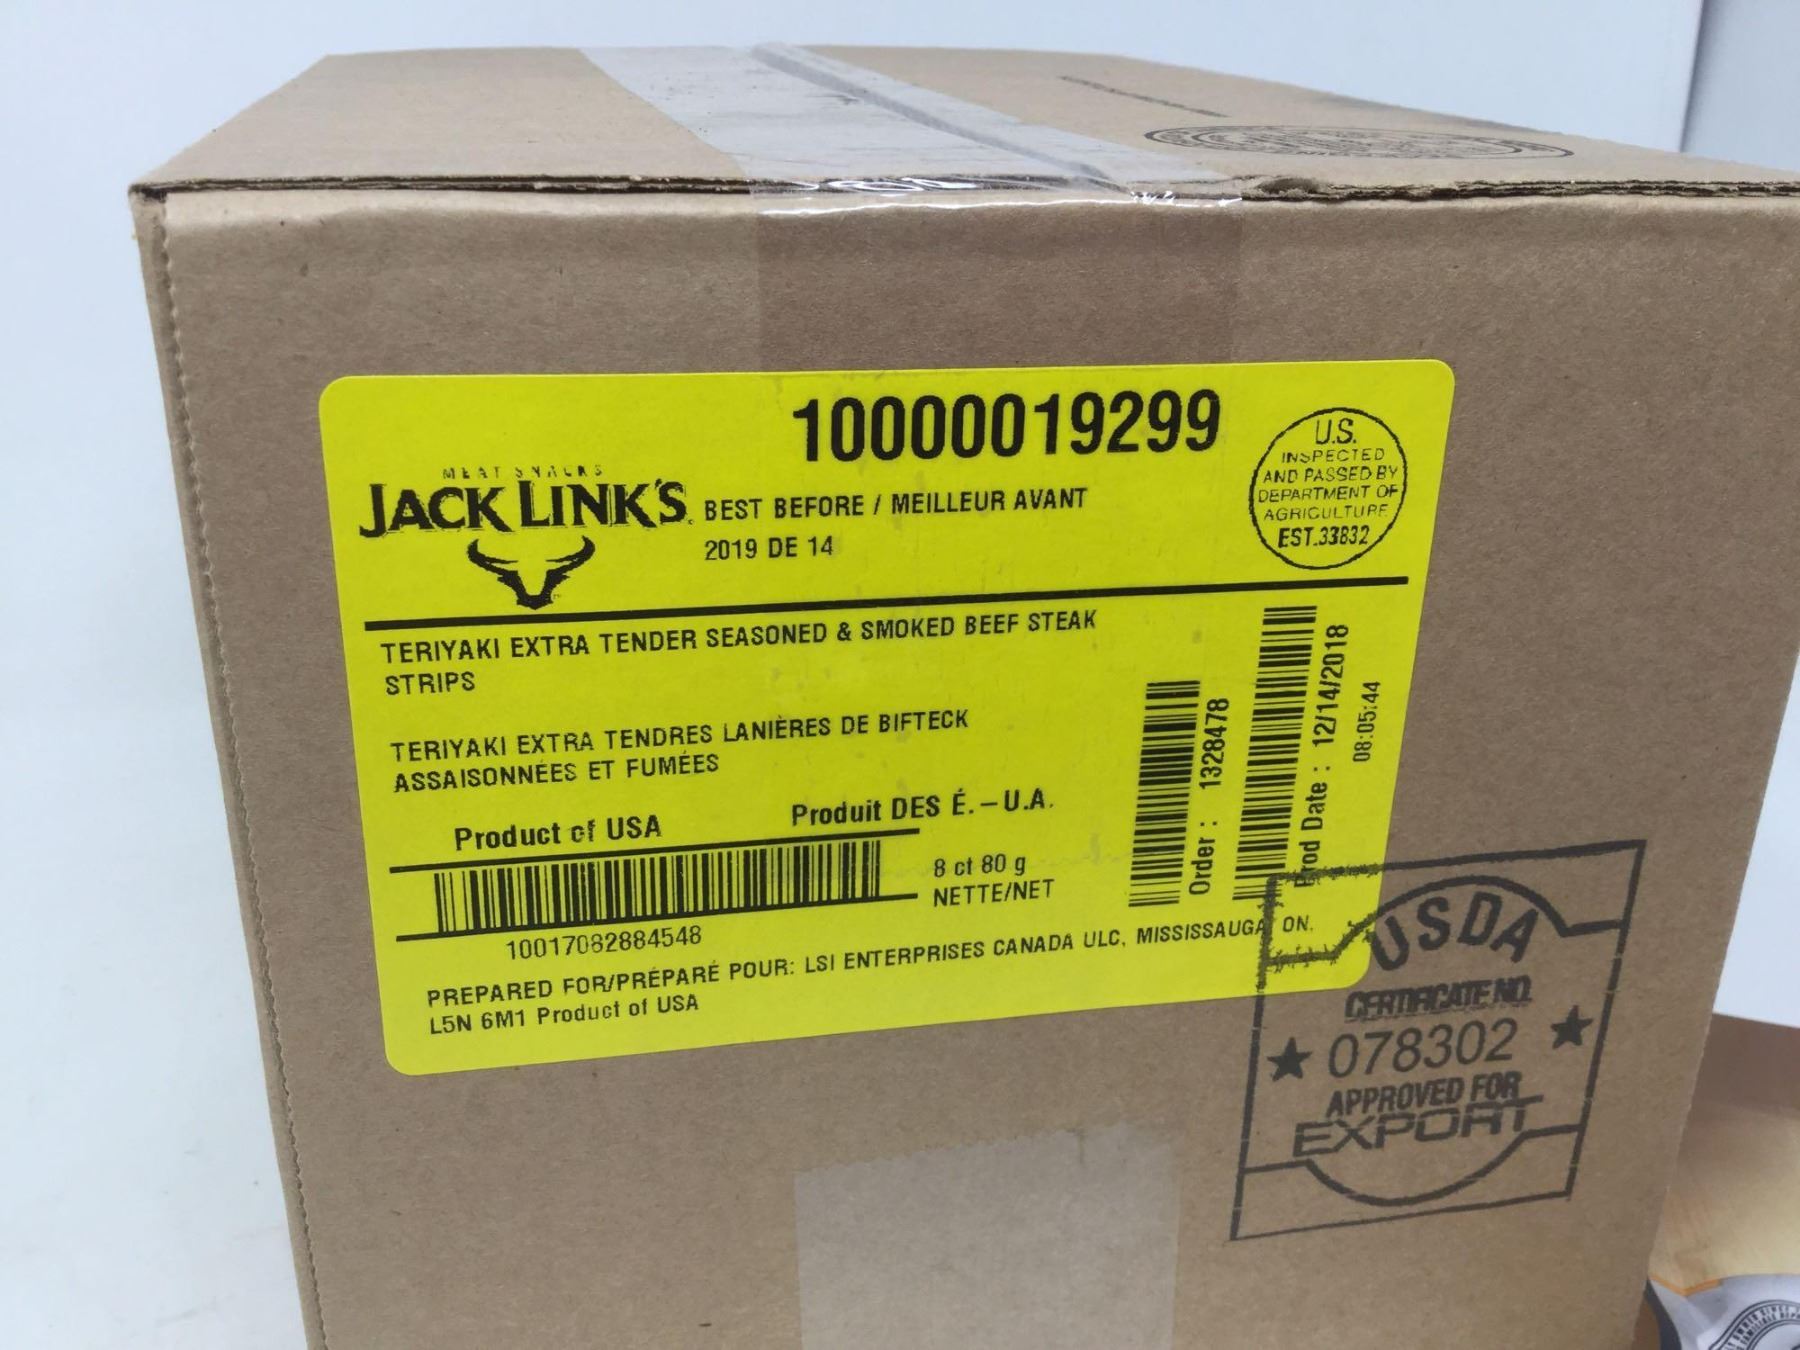 10000019299
MEAT SNACKS
JACK LINK'S
BEST BEFORE / MEILLEUR AVANT
2019 DE 14
U.S.
INSPECTED
AND PASSED BY
DEPARTMENT OF
AGRICULTURE
EST.33832
TERIYAKI EXTRA TENDER SEASONED & SMOKED BEEF STEAK
STRIPS
TERIYAKI EXTRA TENDRES LANIÈRES DE BIFTECK
ASSAISONNÉES ET FUMÉES
Product of USA
Produit DES É.–U.A.
8 ct 80 g
NETTE/NET
10017082884548
Order : 1328478
Prod Date : 12/14/2018
08:05:44
PREPARED FOR/PRÉPARÉ POUR: LSI ENTERPRISES CANADA ULC, MISSISSAUGA ON,
L5N 6M1 Product of USA
USDA
CERTIFICATE NO.
★ 078302 ★
APPROVED FOR
EXPORT